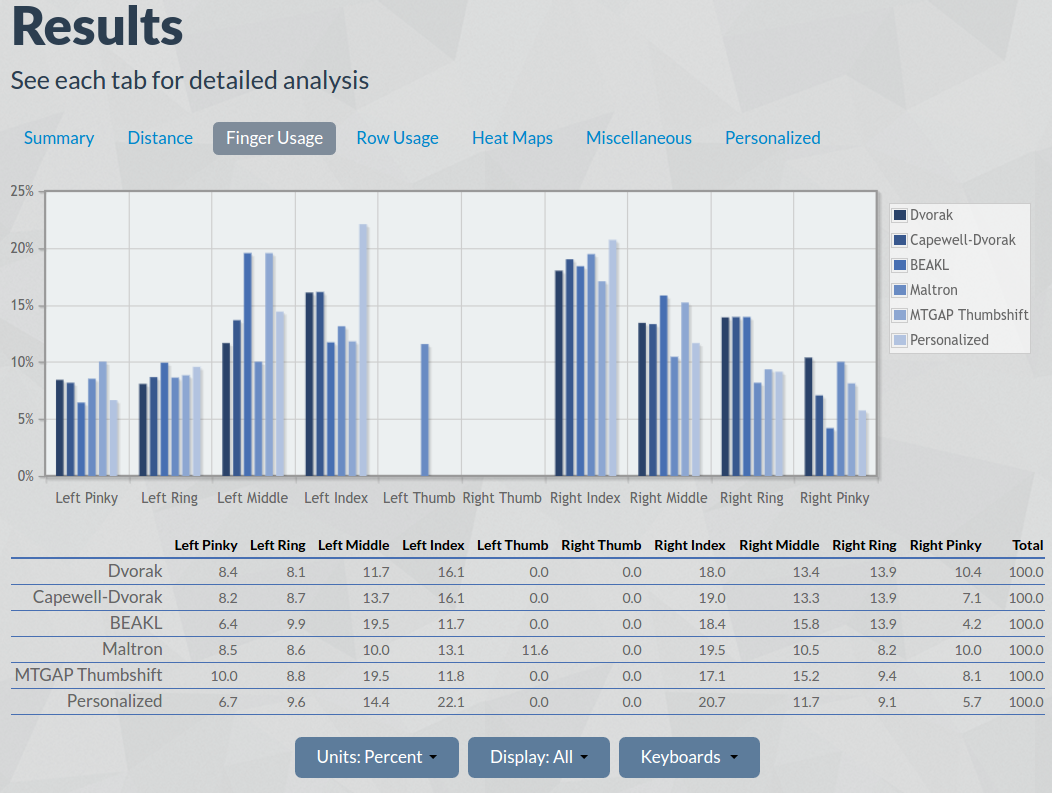 Results
See each tab for detailed analysis
Summary Distance Finger Usage Row Usage Heat Maps Miscellaneous Personalized
25%
20%
15%
10%
5%
0%
Left Pinky Left Ring Left Middle Left Index Left Thumb Right Thumb Right Index Right Middle Right Ring Right Pinky
Dvorak
Capewell-Dvorak
BEAKL
Maltron
MTGAP Thumbshift
Personalized
Left Pinky Left Ring Left Middle Left Index Left Thumb Right Thumb Right Index Right Middle Right Ring Right Pinky Total
Dvorak 8.4 8.1 11.7 16.1 0.0 0.0 18.0 13.4 13.9 10.4 100.0
Capewell-Dvorak 8.2 8.7 13.7 16.1 0.0 0.0 19.0 13.3 13.9 7.1 100.0
BEAKL 6.4 9.9 19.5 11.7 0.0 0.0 18.4 15.8 13.9 4.2 100.0
Maltron 8.5 8.6 10.0 13.1 11.6 0.0 19.5 10.5 8.2 10.0 100.0
MTGAP Thumbshift 10.0 8.8 19.5 11.8 0.0 0.0 17.1 15.2 9.4 8.1 100.0
Personalized 6.7 9.6 14.4 22.1 0.0 0.0 20.7 11.7 9.1 5.7 100.0
Units: Percent Display: All Keyboards